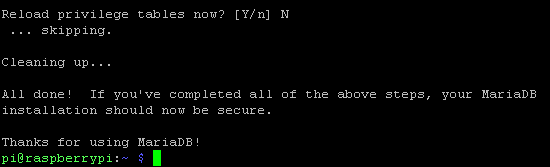 Reload privilege tables now? [Y/n] N
 ... skipping.
Cleaning up...
All done!  If you've completed all of the above steps, your MariaDB
installation should now be secure.
Thanks for using MariaDB!
pi@raspberrypi:~ $